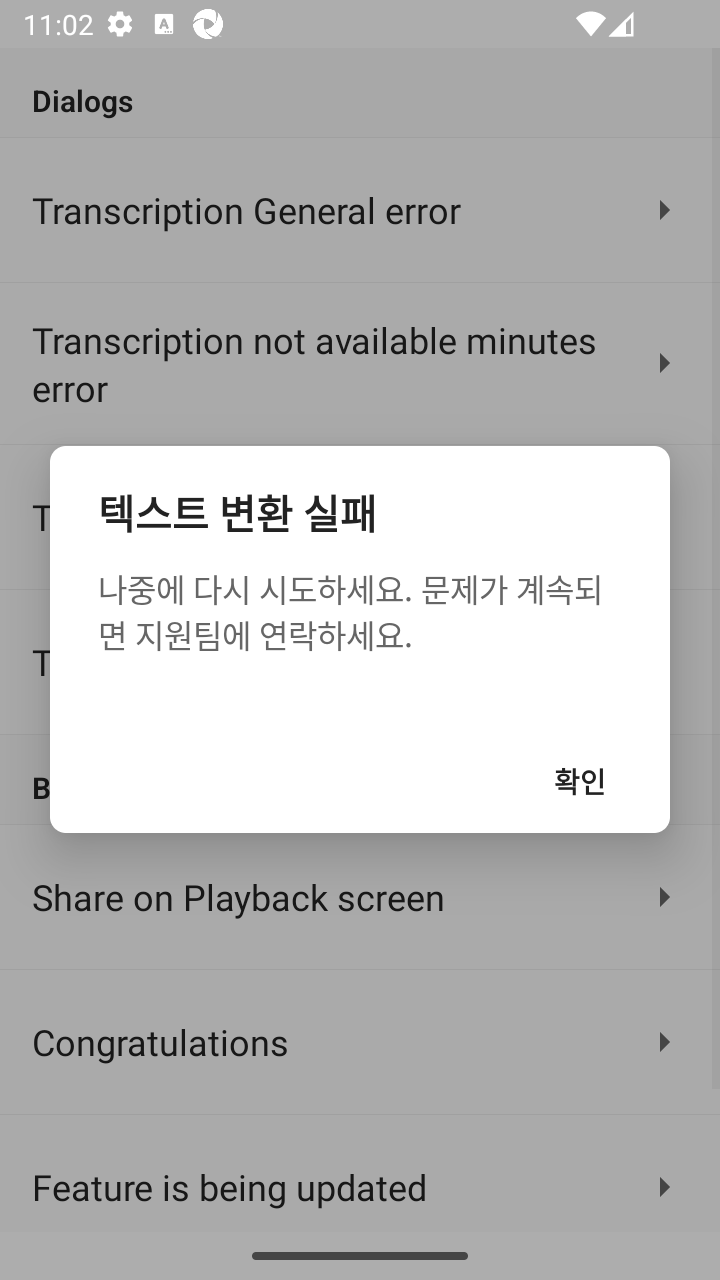 11:02
Dialogs
Transcription General error
Transcription not available minutes
error
T
텍스트 변환 실패
나중에 다시 시도하세요. 문제가 계속되
면 지원팀에 연락하세요.
T
B
확인
Share on Playback screen
Congratulations
Feature is being updated